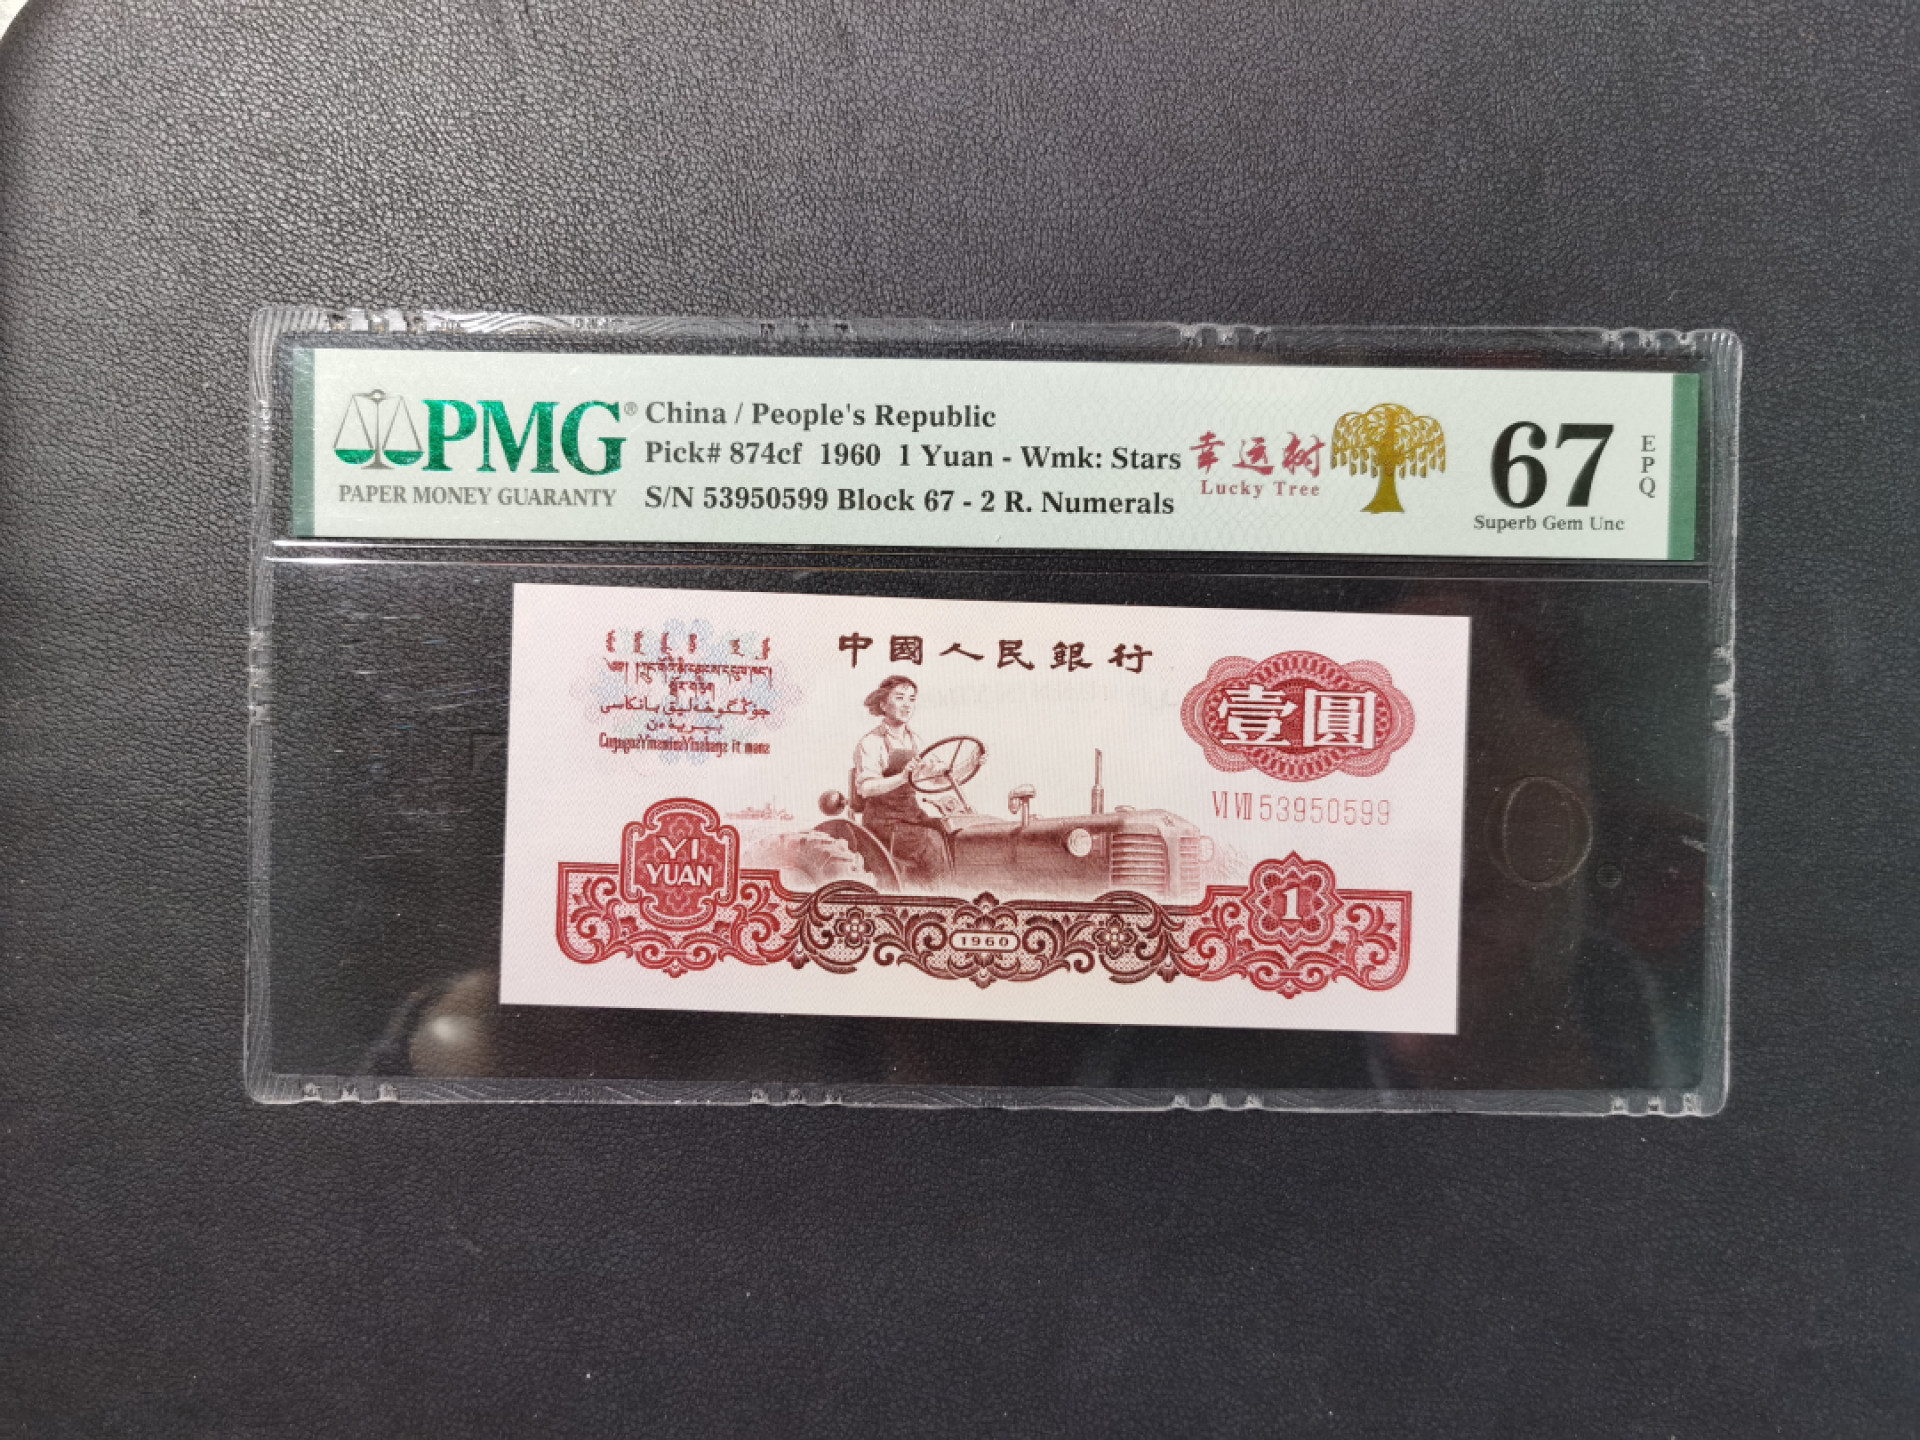 PMG®
PAPER MONEY GUARANTY
China / People's Republic
Pick# 874cf 1960 1 Yuan - Wmk: Stars
S/N 53950599 Block 67 - 2 R. Numerals
幸运树
Lucky Tree
67
EPQ
Superb Gem Unc
中國人民銀行
壹圓
ⅥⅦ53950599
YI
YUAN
1960
1